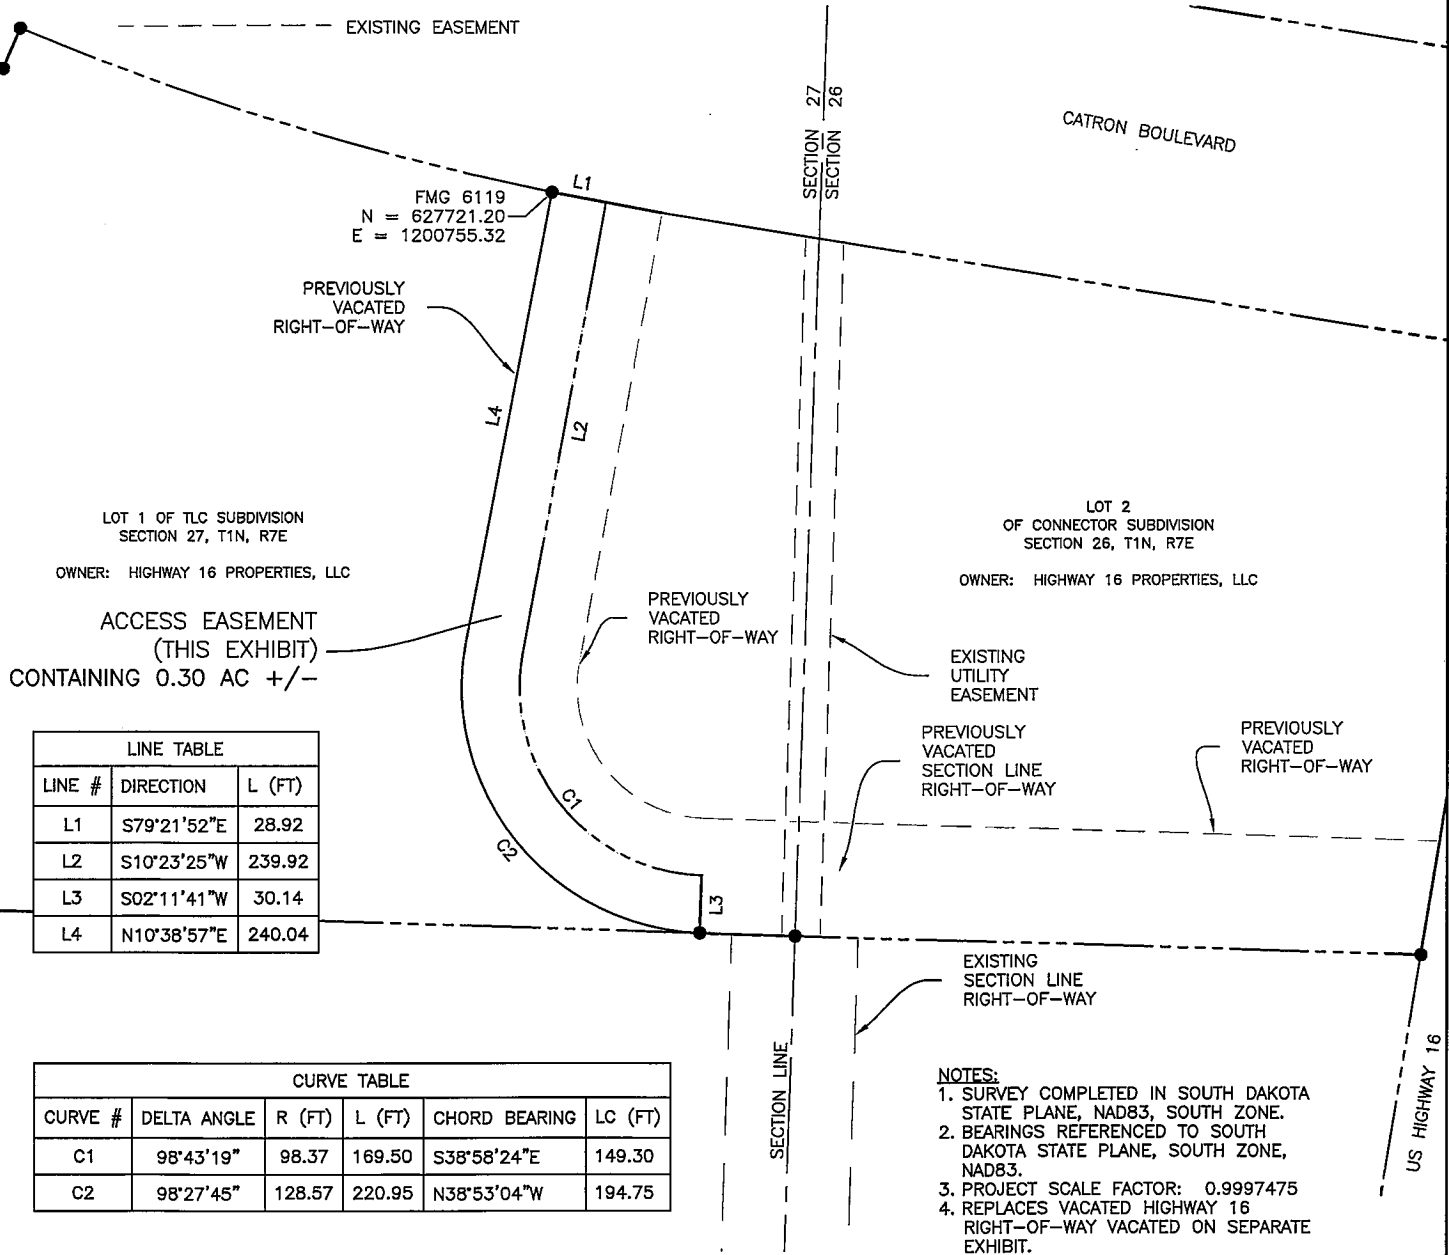 EXISTING EASEMENT
SECTION 27
SECTION 26
CATRON BOULEVARD
L1
FMG 6119
N = 627721.20
E = 1200755.32
PREVIOUSLY
VACATED
RIGHT-OF-WAY
L4
L2
LOT 1 OF TLC SUBDIVISION
SECTION 27, T1N, R7E
OWNER: HIGHWAY 16 PROPERTIES, LLC
LOT 2
OF CONNECTOR SUBDIVISION
SECTION 26, T1N, R7E
OWNER: HIGHWAY 16 PROPERTIES, LLC
ACCESS EASEMENT
(THIS EXHIBIT)
CONTAINING 0.30 AC +/-
PREVIOUSLY
VACATED
RIGHT-OF-WAY
EXISTING
UTILITY
EASEMENT
PREVIOUSLY
VACATED
SECTION LINE
RIGHT-OF-WAY
PREVIOUSLY
VACATED
RIGHT-OF-WAY
LINE TABLE
LINE # DIRECTION L (FT)
L1 S79°21'52"E 28.92
L2 S10°23'25"W 239.92
L3 S02°11'41"W 30.14
L4 N10°38'57"E 240.04
C1
C2
L3
EXISTING
SECTION LINE
RIGHT-OF-WAY
SECTION LINE
US HIGHWAY 16
CURVE TABLE
CURVE # DELTA ANGLE R (FT) L (FT) CHORD BEARING LC (FT)
C1 98°43'19" 98.37 169.50 S38°58'24"E 149.30
C2 98°27'45" 128.57 220.95 N38°53'04"W 194.75
NOTES:
1. SURVEY COMPLETED IN SOUTH DAKOTA
STATE PLANE, NAD83, SOUTH ZONE.
2. BEARINGS REFERENCED TO SOUTH
DAKOTA STATE PLANE, SOUTH ZONE,
NAD83.
3. PROJECT SCALE FACTOR: 0.9997475
4. REPLACES VACATED HIGHWAY 16
RIGHT-OF-WAY VACATED ON SEPARATE
EXHIBIT.